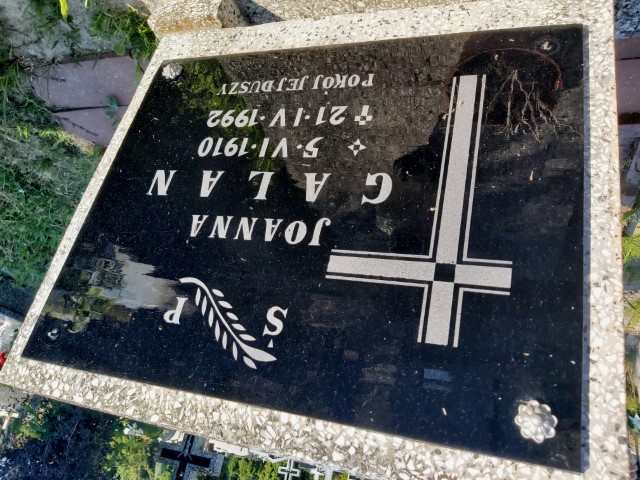 Ś P
JOANNA
GALAN
5·VI·1910
21·IV·1992
POKÓJ JEJ DUSZY